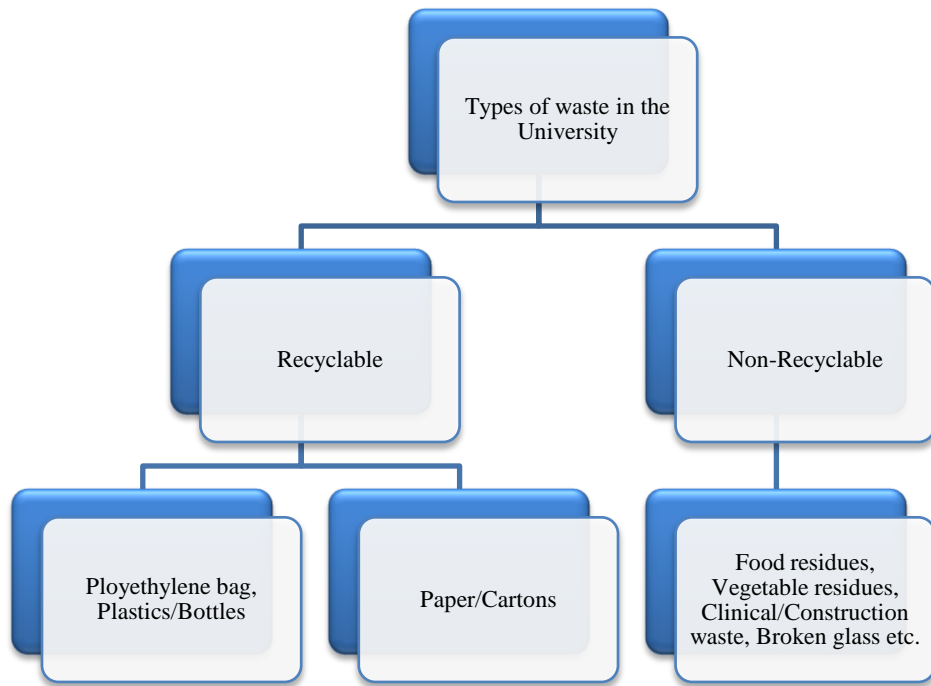 Types of waste in the
University
Recyclable
Non-Recyclable
Ployethylene bag,
Plastics/Bottles
Paper/Cartons
Food residues,
Vegetable residues,
Clinical/Construction
waste, Broken glass etc.